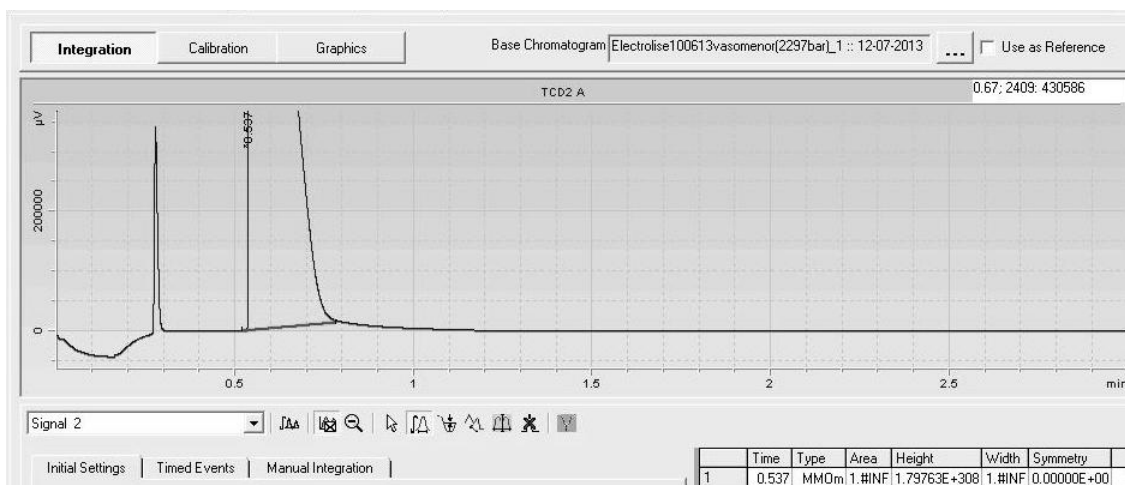 Integration Calibration Graphics Base Chromatogram Electrolise100613vasomenor(2297bar)_1 :: 12-07-2013 ... Use as Reference
TCD2 A 0.67; 2409: 430586
µV
*0.537
200000
0
0.5 1 1.5 2 2.5 min
Signal 2
Initial Settings Timed Events Manual Integration
Time Type Area Height Width Symmetry
1 0.537 MMOm 1.#INF 1.79763E+308 1.#INF 0.00000E+00